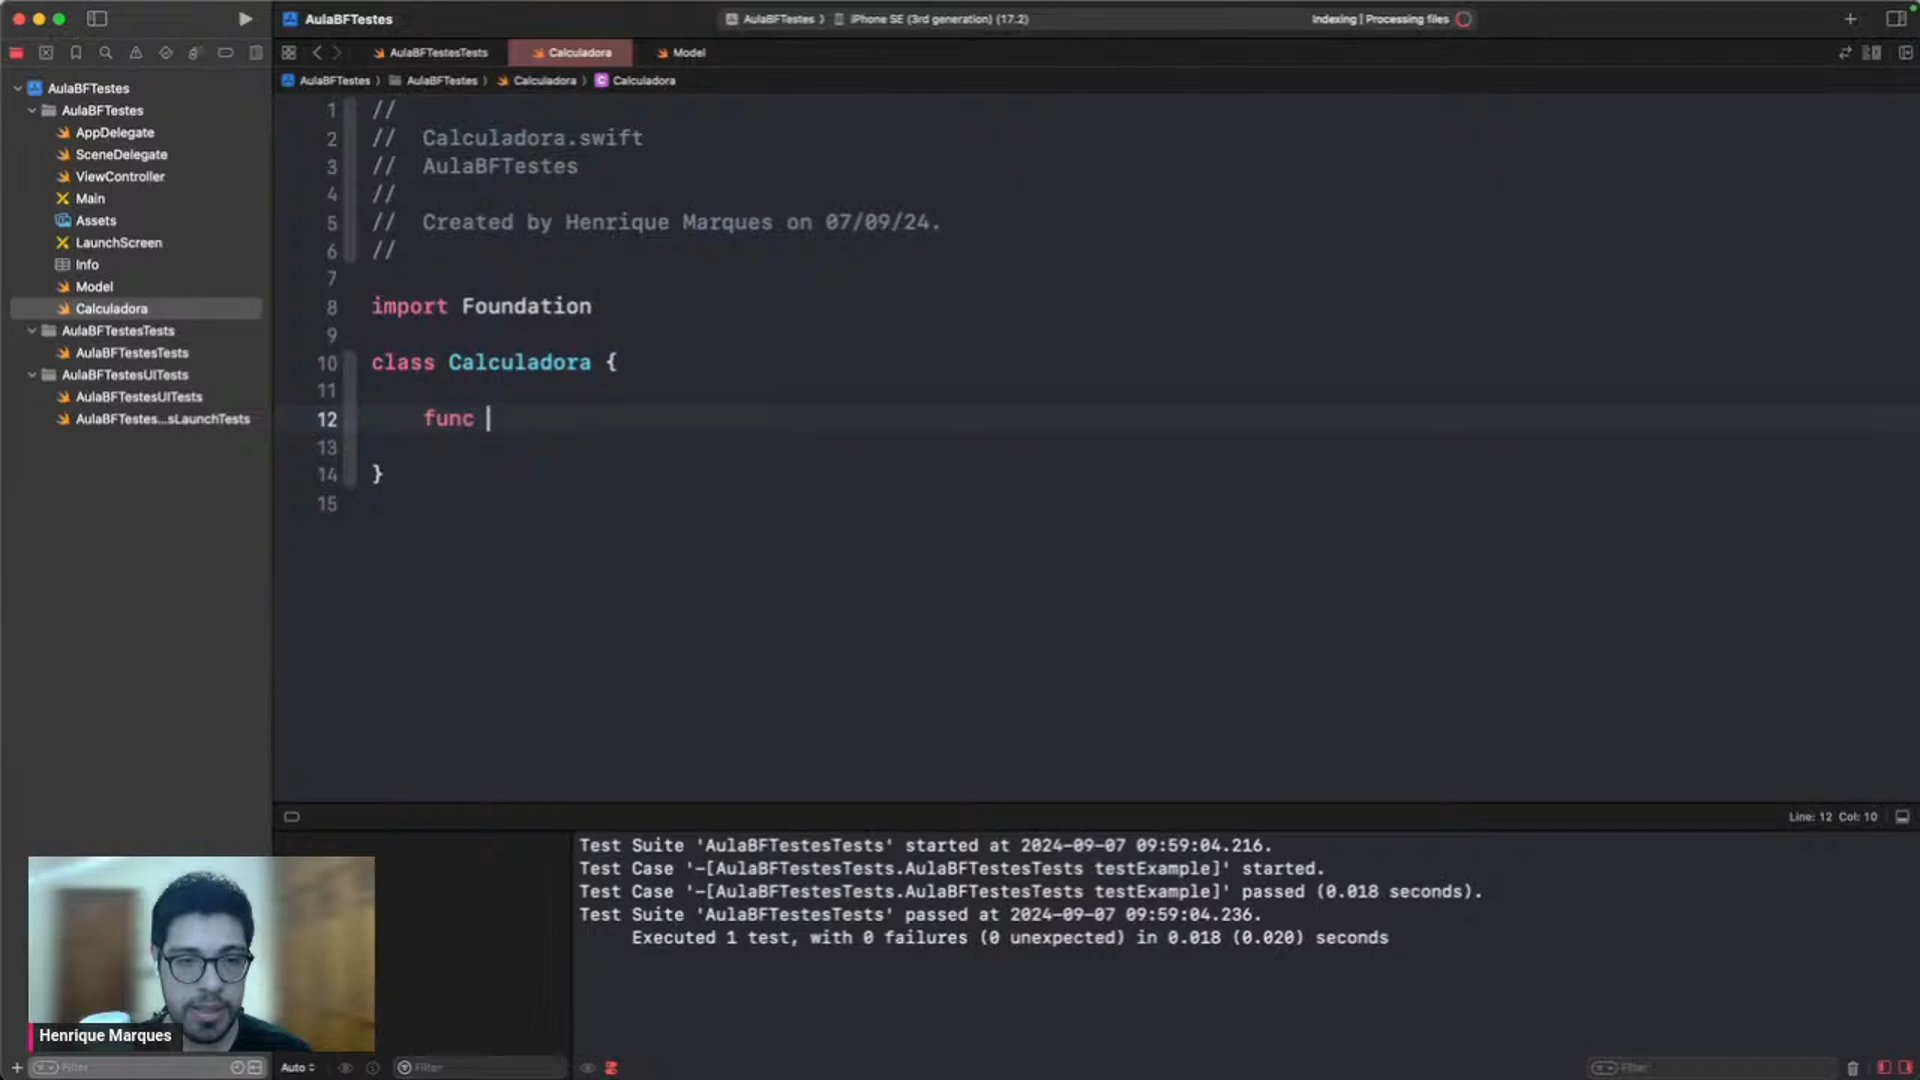 AulaBFTestes
AulaBFTestes 〉 iPhone SE (3rd generation) (17.2)
Indexing | Processing files
AulaBFTestesTests
Calculadora
Model
AulaBFTestes 〉 AulaBFTestes 〉 Calculadora 〉 C Calculadora
AulaBFTestes
AulaBFTestes
AppDelegate
SceneDelegate
ViewController
Main
Assets
LaunchScreen
Info
Model
Calculadora
AulaBFTestesTests
AulaBFTestesTests
AulaBFTestesUITests
AulaBFTestesUITests
AulaBFTestes...sLaunchTests
1 //
2 // Calculadora.swift
3 // AulaBFTestes
4 //
5 // Created by Henrique Marques on 07/09/24.
6 //
7
8 import Foundation
9
10 class Calculadora {
11
12 func
13
14 }
15
Line: 12 Col: 10
Test Suite 'AulaBFTestesTests' started at 2024-09-07 09:59:04.216.
Test Case '-[AulaBFTestesTests.AulaBFTestesTests testExample]' started.
Test Case '-[AulaBFTestesTests.AulaBFTestesTests testExample]' passed (0.018 seconds).
Test Suite 'AulaBFTestesTests' passed at 2024-09-07 09:59:04.236.
Executed 1 test, with 0 failures (0 unexpected) in 0.018 (0.020) seconds
Henrique Marques
Filter
Auto
Filter
Filter